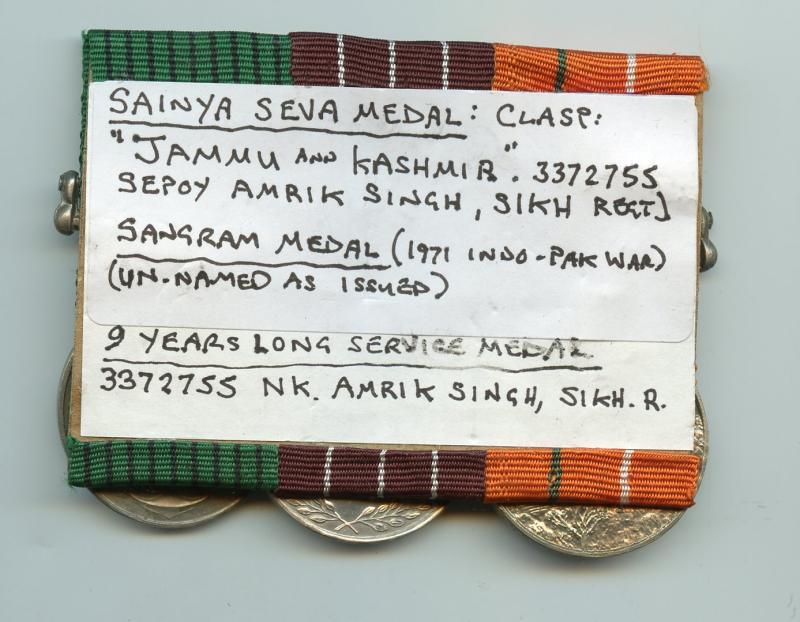 SAINYA SEVA MEDAL: CLASP:
"JAMMU AND KASHMIR". 3372755
SEPOY AMRIK SINGH, SIKH REGT]
SANGRAM MEDAL (1971 INDO-PAK WAR)
(UN-NAMED AS ISSUED)
9 YEARS LONG SERVICE MEDAL
3372755 NK. AMRIK SINGH, SIKH. R.